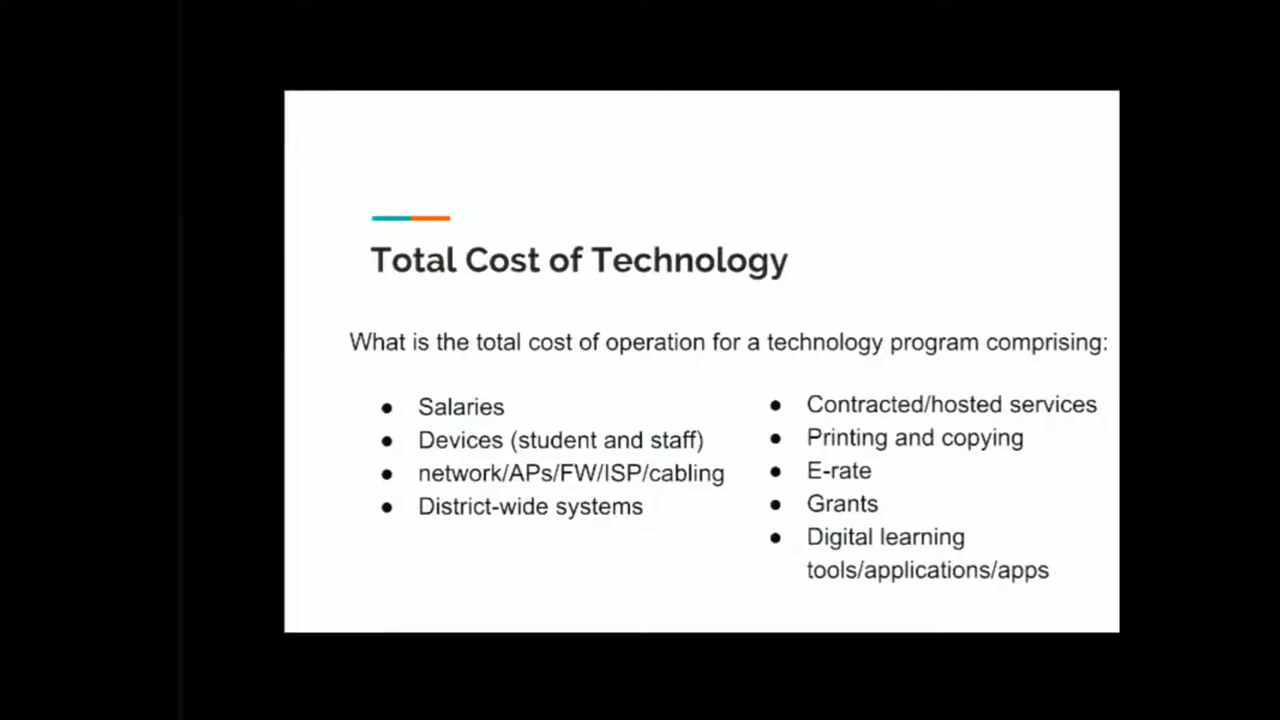 Total Cost of Technology
What is the total cost of operation for a technology program comprising:
● Salaries
● Devices (student and staff)
● network/APs/FW/ISP/cabling
● District-wide systems
● Contracted/hosted services
● Printing and copying
● E-rate
● Grants
● Digital learning
tools/applications/apps